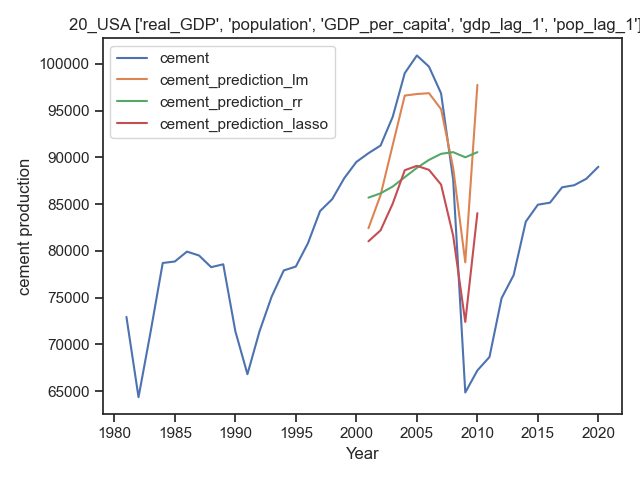 20_USA ['real_GDP', 'population', 'GDP_per_capita', 'gdp_lag_1', 'pop_lag_1']
cement
cement_prediction_lm
cement_prediction_rr
cement_prediction_lasso
100000
95000
90000
85000
80000
75000
70000
65000
cement production
1980 1985 1990 1995 2000 2005 2010 2015 2020
Year